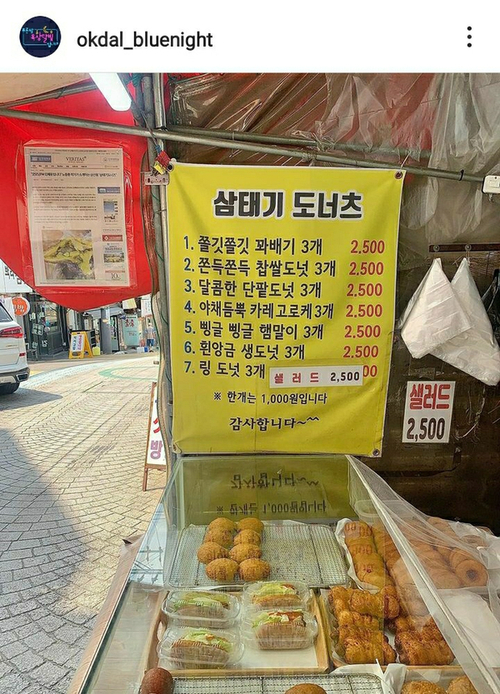 okdal_bluenight
VERITAS
삼태기 도너츠
1. 쫄깃쫄깃 꽈배기 3개 2,500
2. 쫀득쫀득 찹쌀도넛 3개 2,500
3. 달콤한 단팥도넛 3개 2,500
4. 야채듬뿍 카레고로케3개 2,500
5. 삥글 삥글 햄말이 3개 2,500
6. 흰앙금 생도넛 3개 2,500
7. 링 도넛 3개 00
샐 러 드 2,500
※ 한개는 1,000원입니다
감사합니다~^^
샐러드
2,500